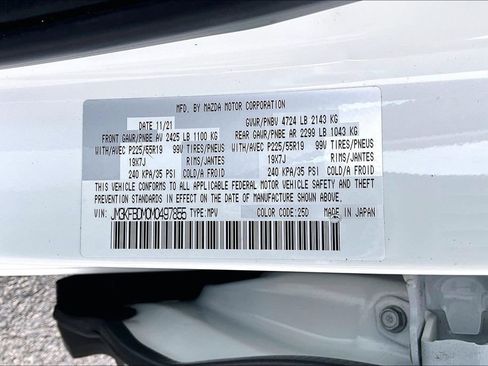 MFD. BY MAZDA MOTOR CORPORATION
DATE 11/21 GVWR/PNBV 4724 LB 2143 KG
FRONT GAWR/PNBE AV 2425 LB 1100 KG REAR GAWR/PNBE AR 2299 LB 1043 KG
WITH/AVEC P225/55R19 99V TIRES/PNEUS WITH/AVEC P225/55R19 99V TIRES/PNEUS
19X7J RIMS/JANTES 19X7J RIMS/JANTES
240 KPA/35 PSI COLD/A FROID 240 KPA/35 PSI COLD/A FROID
THIS VEHICLE CONFORMS TO ALL APPLICABLE FEDERAL MOTOR VEHICLE SAFETY AND THEFT
PREVENTION STANDARDS IN EFFECT ON THE DATE OF MANUFACTURE SHOWN ABOVE.
VIN: JM3KFBDM0M0497855 TYPE: MPV COLOR CODE: 25D MADE IN JAPAN